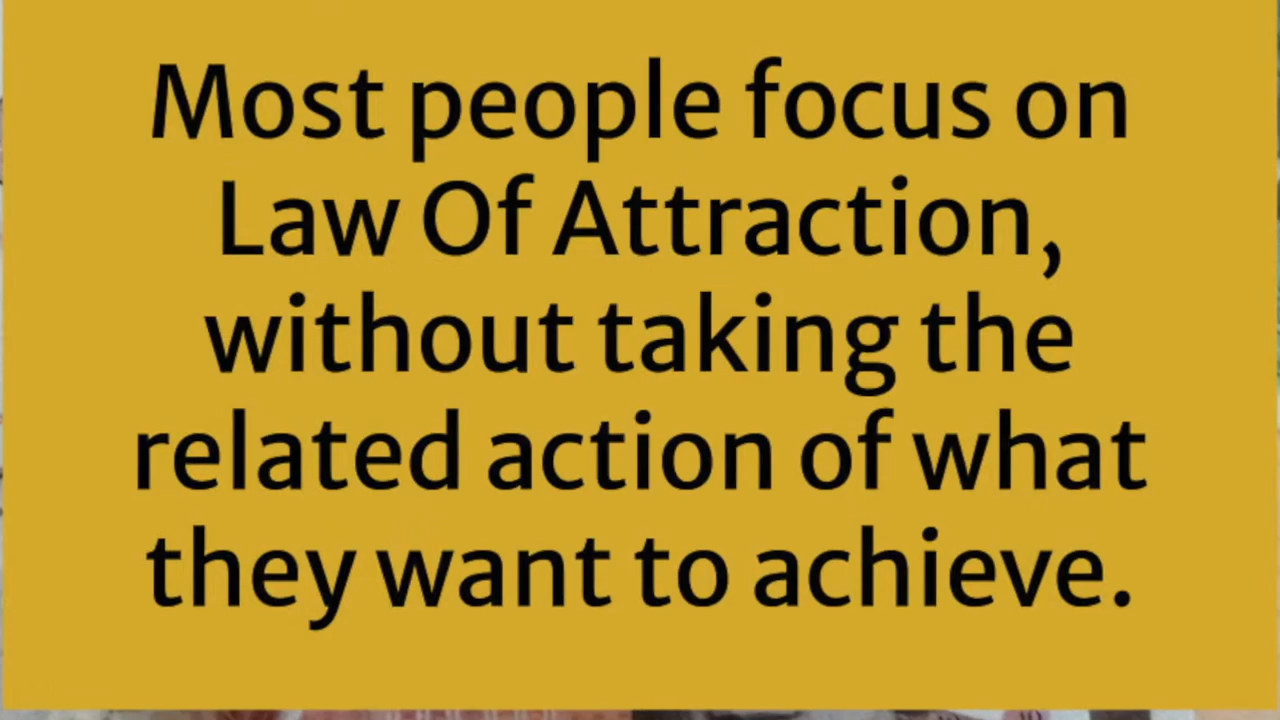 Most people focus on
Law Of Attraction,
without taking the
related action of what
they want to achieve.